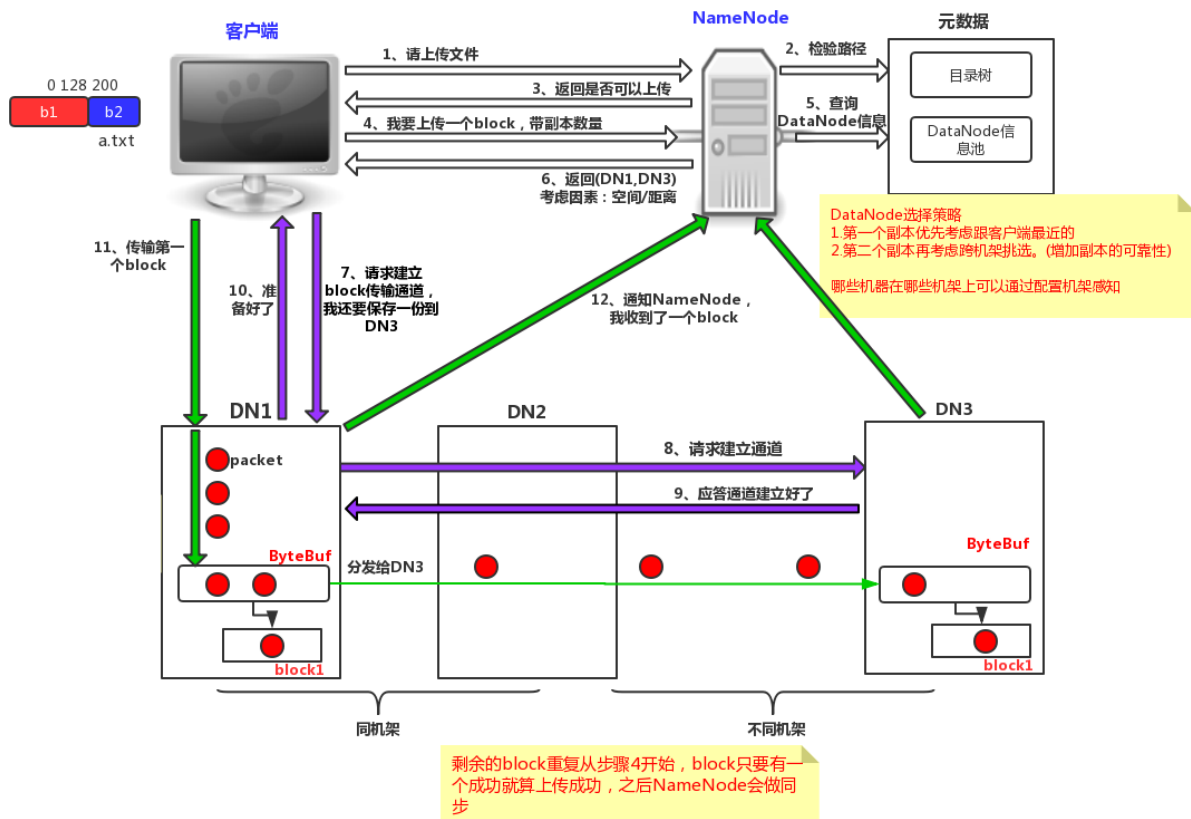 客户端
NameNode
元数据
0 128 200
b1
b2
a.txt
1、请上传文件
2、检验路径
目录树
3、返回是否可以上传
4、我要上传一个block，带副本数量
5、查询
DataNode信息
DataNode信
息池
6、返回(DN1,DN3)
考虑因素：空间/距离
DataNode选择策略
1.第一个副本优先考虑跟客户端最近的
2.第二个副本再考虑跨机架挑选。(增加副本的可靠性)
哪些机器在哪些机架上可以通过配置机架感知
11、传输第一
个block
10、准
备好了
7、请求建立
block传输通道，
我还要保存一份到
DN3
12、通知NameNode，
我收到了一个block
DN1
DN2
DN3
packet
8、请求建立通道
9、应答通道建立好了
ByteBuf
分发给DN3
ByteBuf
block1
block1
同机架
不同机架
剩余的block重复从步骤4开始，block只要有一
个成功就算上传成功，之后NameNode会做同
步